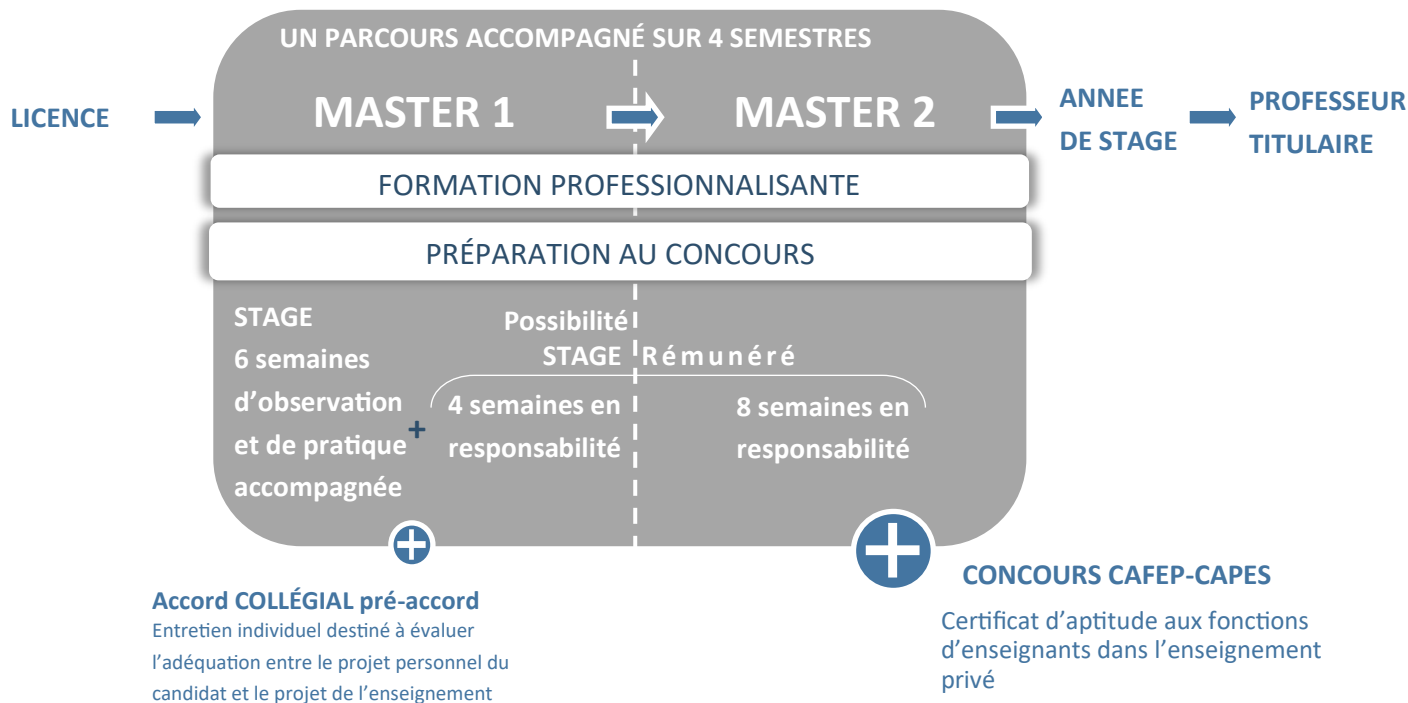 UN PARCOURS ACCOMPAGNÉ SUR 4 SEMESTRES
LICENCE
MASTER 1
MASTER 2
ANNEE
DE STAGE
PROFESSEUR
TITULAIRE
FORMATION PROFESSIONNALISANTE
PRÉPARATION AU CONCOURS
STAGE
6 semaines
d’observation
et de pratique
accompagnée
+
Possibilité
STAGE Rémunéré
4 semaines en
responsabilité
8 semaines en
responsabilité
Accord COLLÉGIAL pré-accord
Entretien individuel destiné à évaluer
l’adéquation entre le projet personnel du
candidat et le projet de l’enseignement
CONCOURS CAFEP-CAPES
Certificat d’aptitude aux fonctions
d’enseignants dans l’enseignement
privé